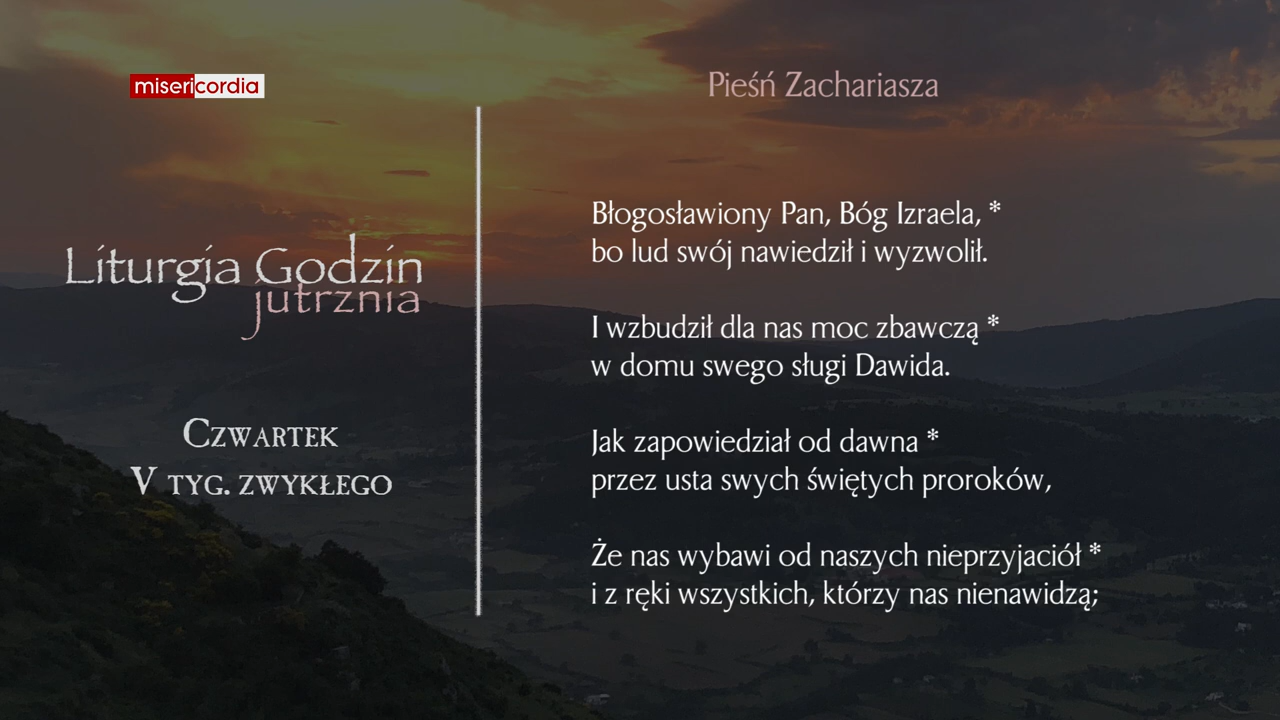 misericordia
Liturgia Godzin
jutrznia
Czwartek
V tyg. zwykłego
Pieśń Zachariasza
Błogosławiony Pan, Bóg Izraela, *
bo lud swój nawiedził i wyzwolił.
I wzbudził dla nas moc zbawczą *
w domu swego sługi Dawida.
Jak zapowiedział od dawna *
przez usta swych świętych proroków,
Że nas wybawi od naszych nieprzyjaciół *
i z ręki wszystkich, którzy nas nienawidzą;